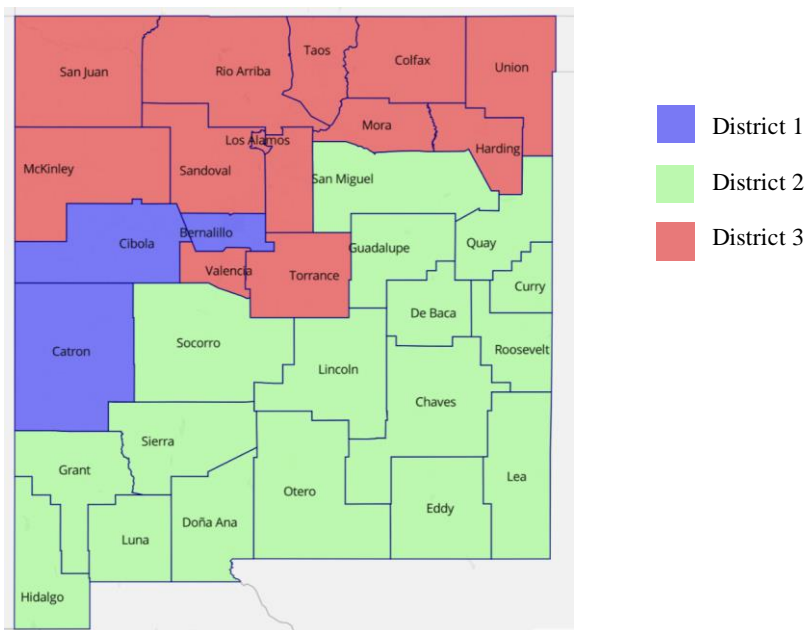 Taos
Colfax
San Juan
Rio Arriba
Union
Mora
Los Alamos
Harding
McKinley
Sandoval
San Miguel
Bernalillo
Cibola
Guadalupe
Quay
Valencia
Torrance
Curry
De Baca
Socorro
Catron
Roosevelt
Lincoln
Chaves
Sierra
Grant
Lea
Otero
Eddy
Doña Ana
Luna
Hidalgo
District 1
District 2
District 3